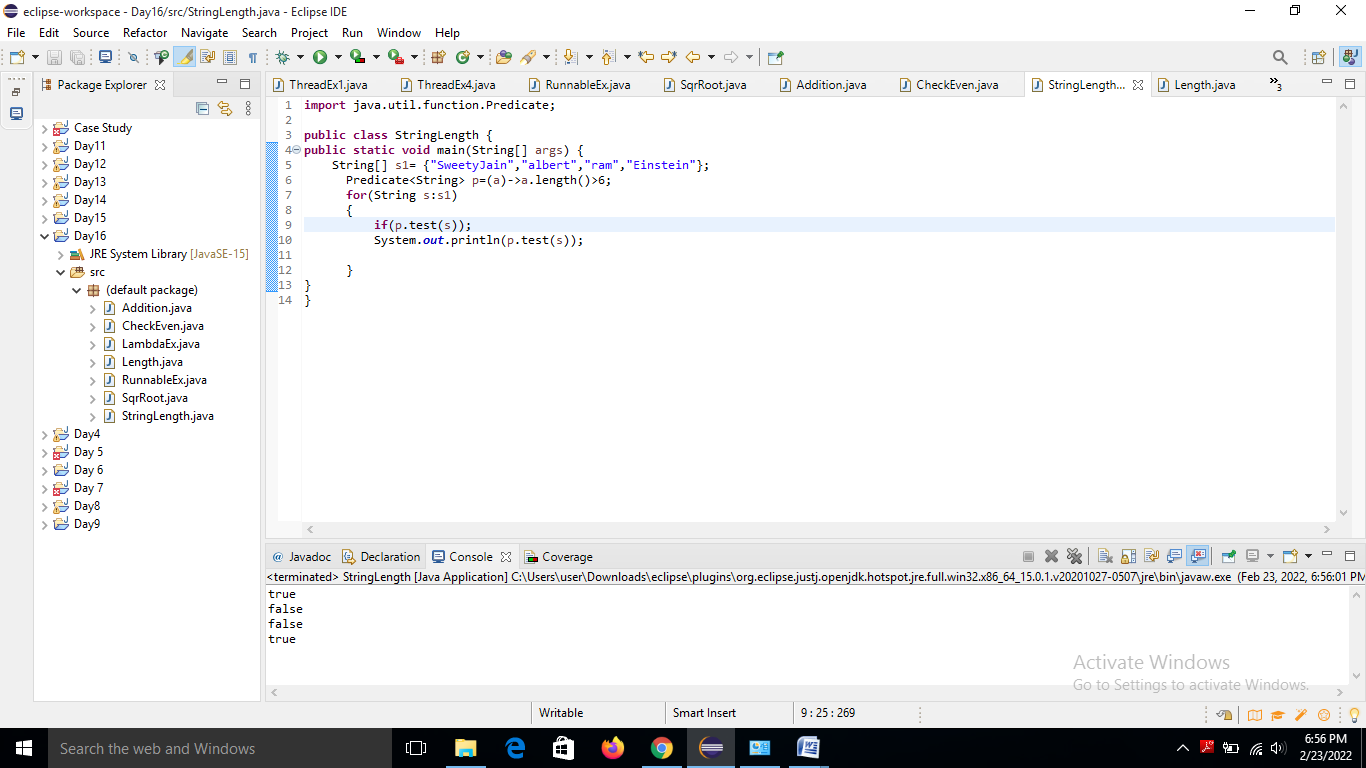 eclipse-workspace - Day16/src/StringLength.java - Eclipse IDE
File Edit Source Refactor Navigate Search Project Run Window Help
Package Explorer
ThreadEx1.java ThreadEx4.java RunnableEx.java SqrRoot.java Addition.java CheckEven.java StringLength... Length.java »3
Case Study
Day11
Day12
Day13
Day14
Day15
Day16
JRE System Library [JavaSE-15]
src
(default package)
Addition.java
CheckEven.java
LambdaEx.java
Length.java
RunnableEx.java
SqrRoot.java
StringLength.java
Day4
Day 5
Day 6
Day 7
Day8
Day9
1 import java.util.function.Predicate;
2
3 public class StringLength {
4 public static void main(String[] args) {
5 String[] s1= {"SweetyJain","albert","ram","Einstein"};
6 Predicate<String> p=(a)->a.length()>6;
7 for(String s:s1)
8 {
9 if(p.test(s));
10 System.out.println(p.test(s));
11
12 }
13 }
14 }
@ Javadoc Declaration Console Coverage
<terminated> StringLength [Java Application] C:\Users\user\Downloads\eclipse\plugins\org.eclipse.justj.openjdk.hotspot.jre.full.win32.x86_64_15.0.1.v20201027-0507\jre\bin\javaw.exe (Feb 23, 2022, 6:56:01 PM
true
false
false
true
Activate Windows
Go to Settings to activate Windows.
Writable Smart Insert 9 : 25 : 269
Search the web and Windows
6:56 PM
2/23/2022